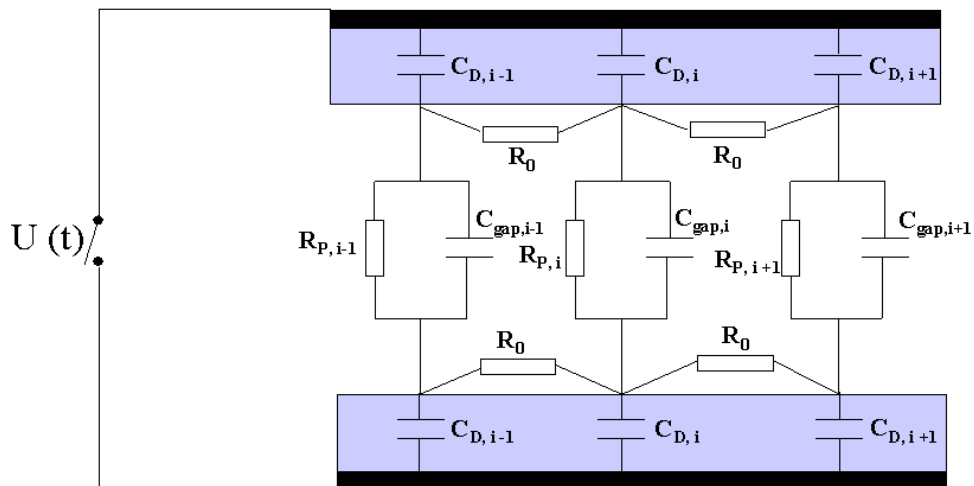 C_D, i-1
C_D, i
C_D, i+1
R_0
R_0
U (t)
R_P, i-1
C_gap,i-1
R_P, i
C_gap,i
R_P, i+1
C_gap,i+1
R_0
R_0
C_D, i-1
C_D, i
C_D, i+1